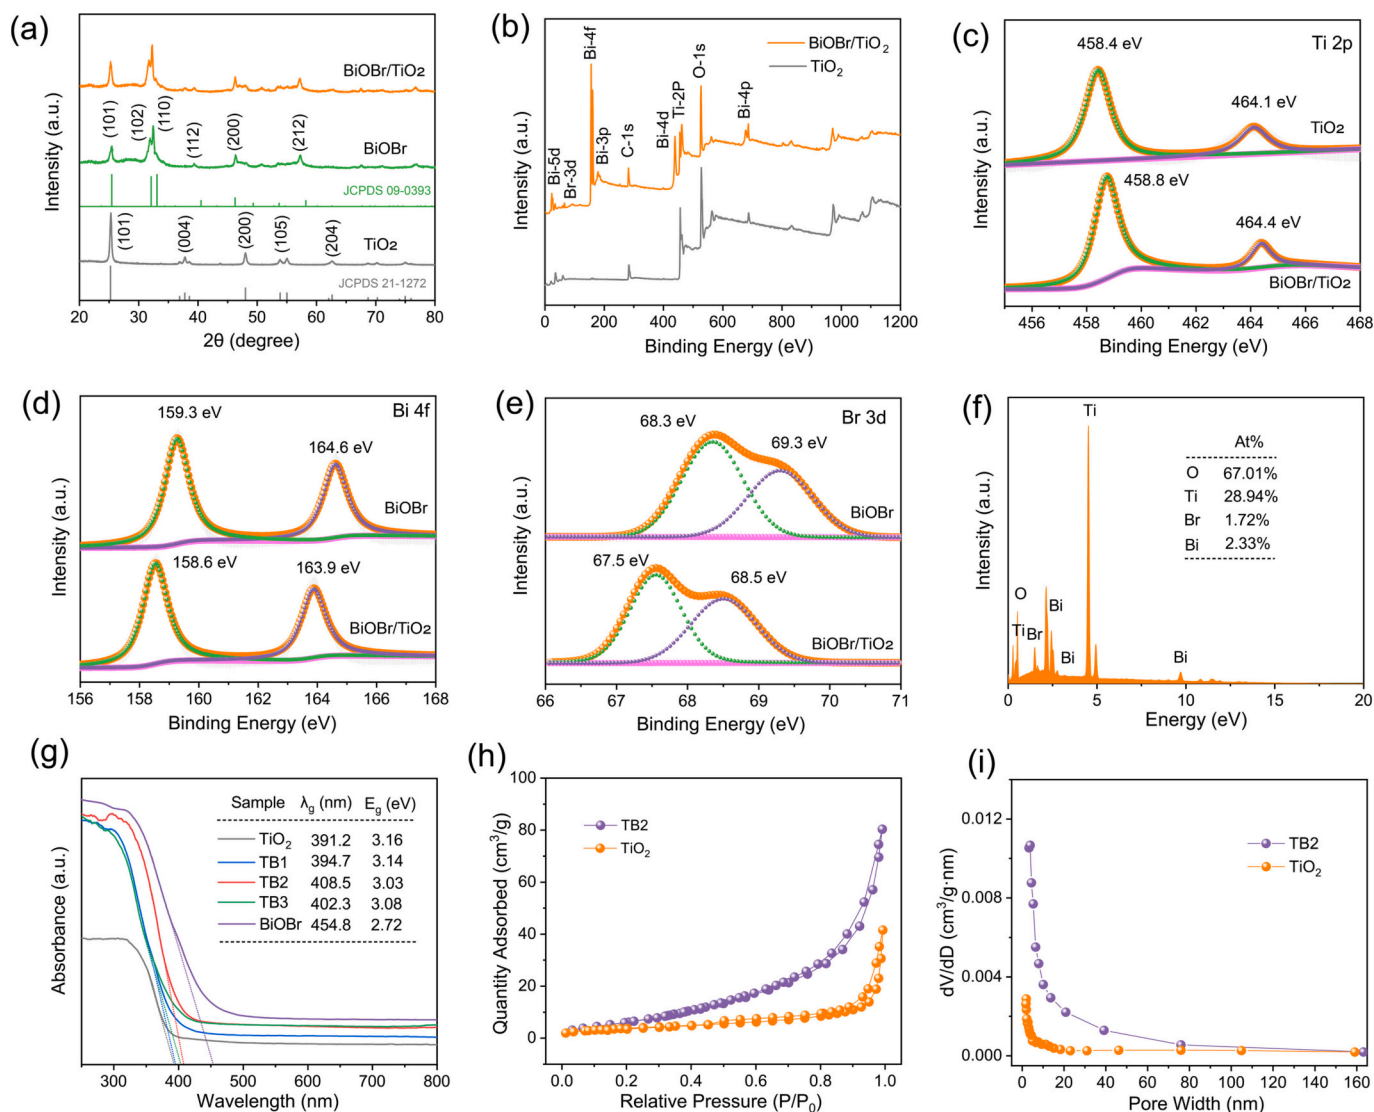 (a)
BiOBr/TiO2
(101)
(102)
(110)
(112)
(200)
(212)
BiOBr
JCPDS 09-0393
(101)
(004)
(200)
(105)
(204)
TiO2
JCPDS 21-1272
20 30 40 50 60 70 80
2θ (degree)
Intensity (a.u.)
(b)
BiOBr/TiO2
TiO2
Bi-5d
Br-3d
Bi-4f
Bi-3p
C-1s
Bi-4d
Ti-2P
O-1s
Bi-4p
0 200 400 600 800 1000 1200
Binding Energy (eV)
Intensity (a.u.)
(c)
Ti 2p
458.4 eV
464.1 eV
TiO2
458.8 eV
464.4 eV
BiOBr/TiO2
456 458 460 462 464 466 468
Binding Energy (eV)
Intensity (a.u.)
(d)
Bi 4f
159.3 eV
164.6 eV
BiOBr
158.6 eV
163.9 eV
BiOBr/TiO2
156 158 160 162 164 166 168
Binding Energy (eV)
Intensity (a.u.)
(e)
Br 3d
68.3 eV
69.3 eV
BiOBr
67.5 eV
68.5 eV
BiOBr/TiO2
66 67 68 69 70 71
Binding Energy (eV)
Intensity (a.u.)
(f)
Ti
At%
O 67.01%
Ti 28.94%
Br 1.72%
Bi 2.33%
O
Ti
Br
Bi
Bi
Bi
0 5 10 15 20
Energy (eV)
Intensity (a.u.)
(g)
Sample λg (nm) Eg (eV)
TiO2 391.2 3.16
TB1 394.7 3.14
TB2 408.5 3.03
TB3 402.3 3.08
BiOBr 454.8 2.72
300 400 500 600 700 800
Wavelength (nm)
Absorbance (a.u.)
(h)
TB2
TiO2
100
80
60
40
20
0
0.0 0.2 0.4 0.6 0.8 1.0
Relative Pressure (P/P0)
Quantity Adsorbed (cm3/g)
(i)
TB2
TiO2
0.012
0.008
0.004
0.000
0 20 40 60 80 100 120 140 160
Pore Width (nm)
dV/dD (cm3/g·nm)